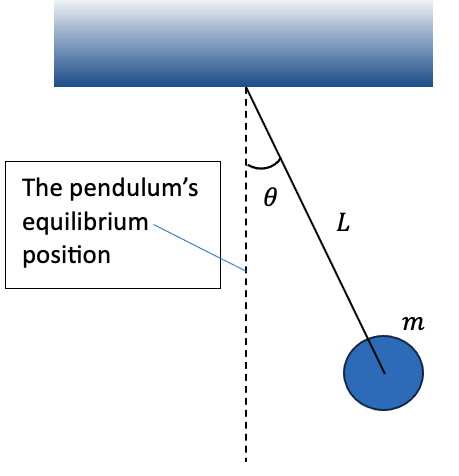 The pendulum’s
equilibrium
position
θ
L
m